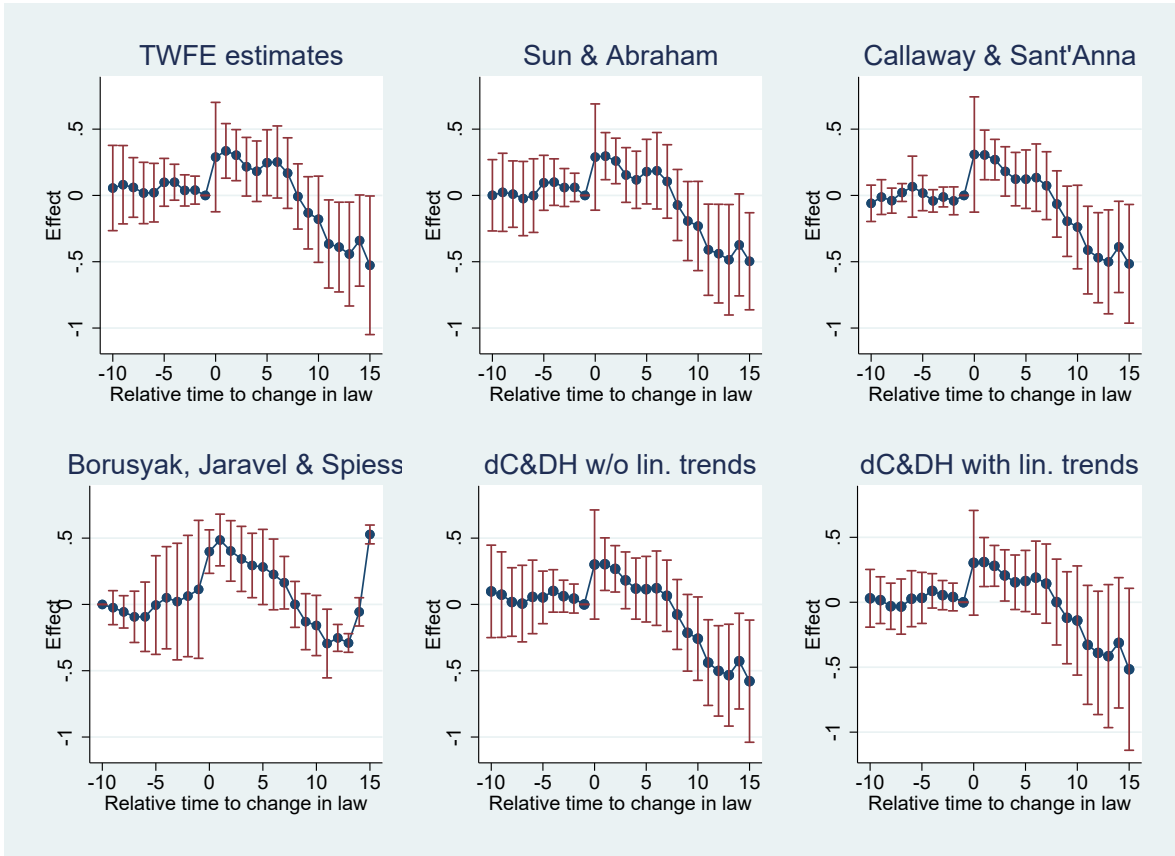 TWFE estimates
Effect
.5
0
-.5
-1
-10 -5 0 5 10 15
Relative time to change in law
Sun & Abraham
Effect
.5
0
-.5
-1
-10 -5 0 5 10 15
Relative time to change in law
Callaway & Sant'Anna
Effect
.5
0
-.5
-1
-10 -5 0 5 10 15
Relative time to change in law
Borusyak, Jaravel & Spiess
Effect
.5
0
-.5
-1
-10 -5 0 5 10 15
Relative time to change in law
dC&DH w/o lin. trends
Effect
.5
0
-.5
-1
-10 -5 0 5 10 15
Relative time to change in law
dC&DH with lin. trends
Effect
.5
0
-.5
-1
-10 -5 0 5 10 15
Relative time to change in law